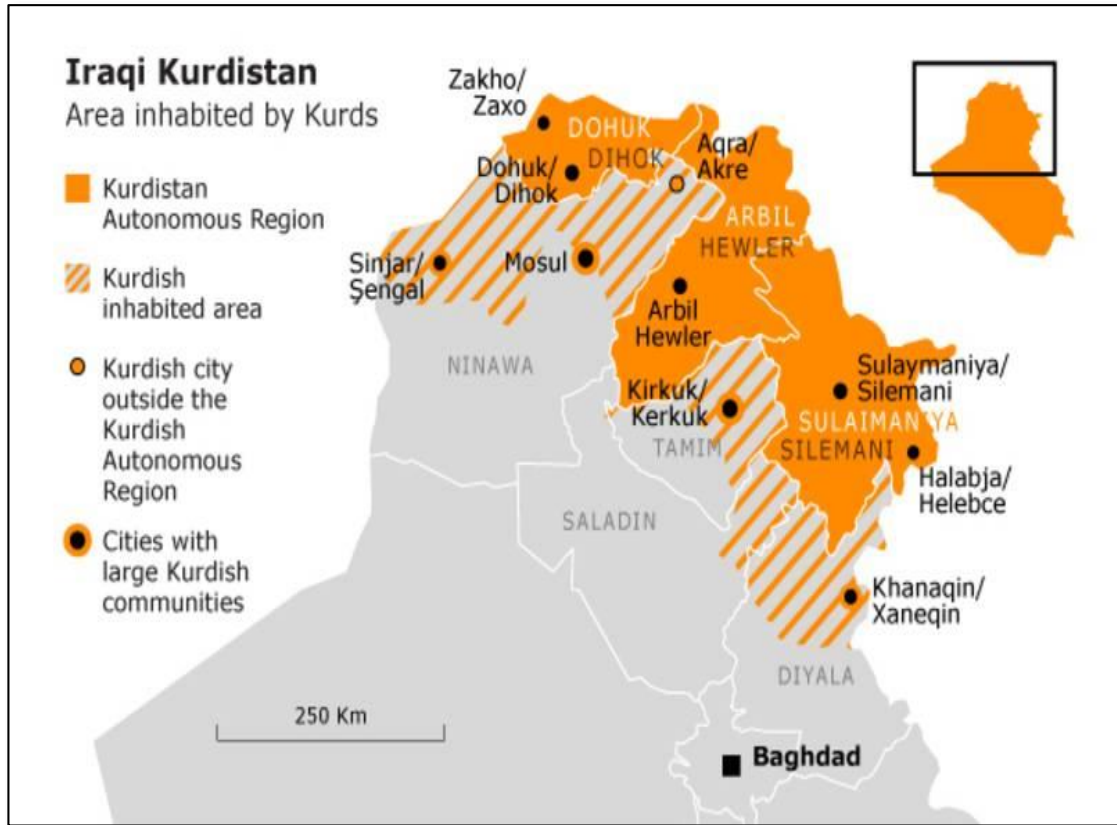 Iraqi Kurdistan
Area inhabited by Kurds
Kurdistan
Autonomous Region
Kurdish
inhabited area
Kurdish city
outside the
Kurdish
Autonomous
Region
Cities with
large Kurdish
communities
250 Km
Zakho/
Zaxo
DOHUK
DIHOK
Dohuk/
Dihok
Aqra/
Akre
ARBIL
HEWLER
Sinjar/
Şengal
Mosul
Arbil
Hewler
NINAWA
Kirkuk/
Kerkuk
TAMIM
Sulaymaniya/
Silemani
SULAIMANIYA
SILEMANI
Halabja/
Helebce
SALADIN
Khanaqin/
Xaneqin
DIYALA
Baghdad